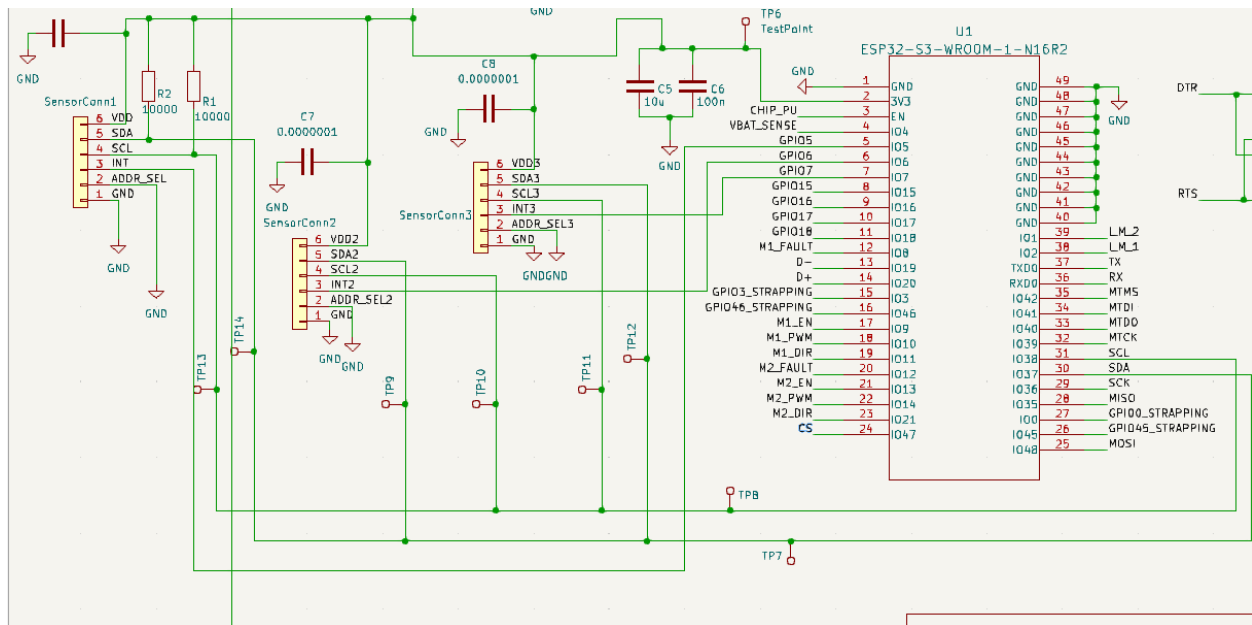 GND
TP6
TestPoint
U1
ESP32-S3-WROOM-1-N16R2
GND
R2
10000
R1
10000
C8
0.0000001
GND
C5
10u
C6
100n
GND
GND
SensorConn1
6 VDD
5 SDA
4 SCL
3 INT
2 ADDR_SEL
1 GND
GND
GND
C7
0.0000001
GND
SensorConn2
6 VDD2
5 SDA2
4 SCL2
3 INT2
2 ADDR_SEL2
1 GND
GND
GND
SensorConn3
6 VDD3
5 SDA3
4 SCL3
3 INT3
2 ADDR_SEL3
1 GND
GND
GND
1 GND
2 3V3
CHIP_PU 3 EN
VBAT_SENSE 4 IO4
GPIO5 5 IO5
GPIO6 6 IO6
GPIO7 7 IO7
GPIO15 8 IO15
GPIO16 9 IO16
GPIO17 10 IO17
GPIO18 11 IO18
M1_FAULT 12 IO8
D- 13 IO19
D+ 14 IO20
GPIO3_STRAPPING 15 IO3
GPIO46_STRAPPING 16 IO46
M1_EN 17 IO9
M1_PWM 18 IO10
M1_DIR 19 IO11
M2_FAULT 20 IO12
M2_EN 21 IO13
M2_PWM 22 IO14
M2_DIR 23 IO21
CS 24 IO47
GND 49
GND 48
GND 47
GND 46
GND 45
GND 44
GND 43
GND 42
GND 41
GND 40
IO1 39 LM_2
IO2 38 LM_1
TXD0 37 TX
RXD0 36 RX
IO42 35 MTMS
IO41 34 MTDI
IO40 33 MTDO
IO39 32 MTCK
IO38 31 SCL
IO37 30 SDA
IO36 29 SCK
IO35 28 MISO
IO0 27 GPIO0_STRAPPING
IO45 26 GPIO45_STRAPPING
IO48 25 MOSI
GND
DTR
RTS
TP13
TP14
TP9
TP10
TP11
TP12
TP8
TP7